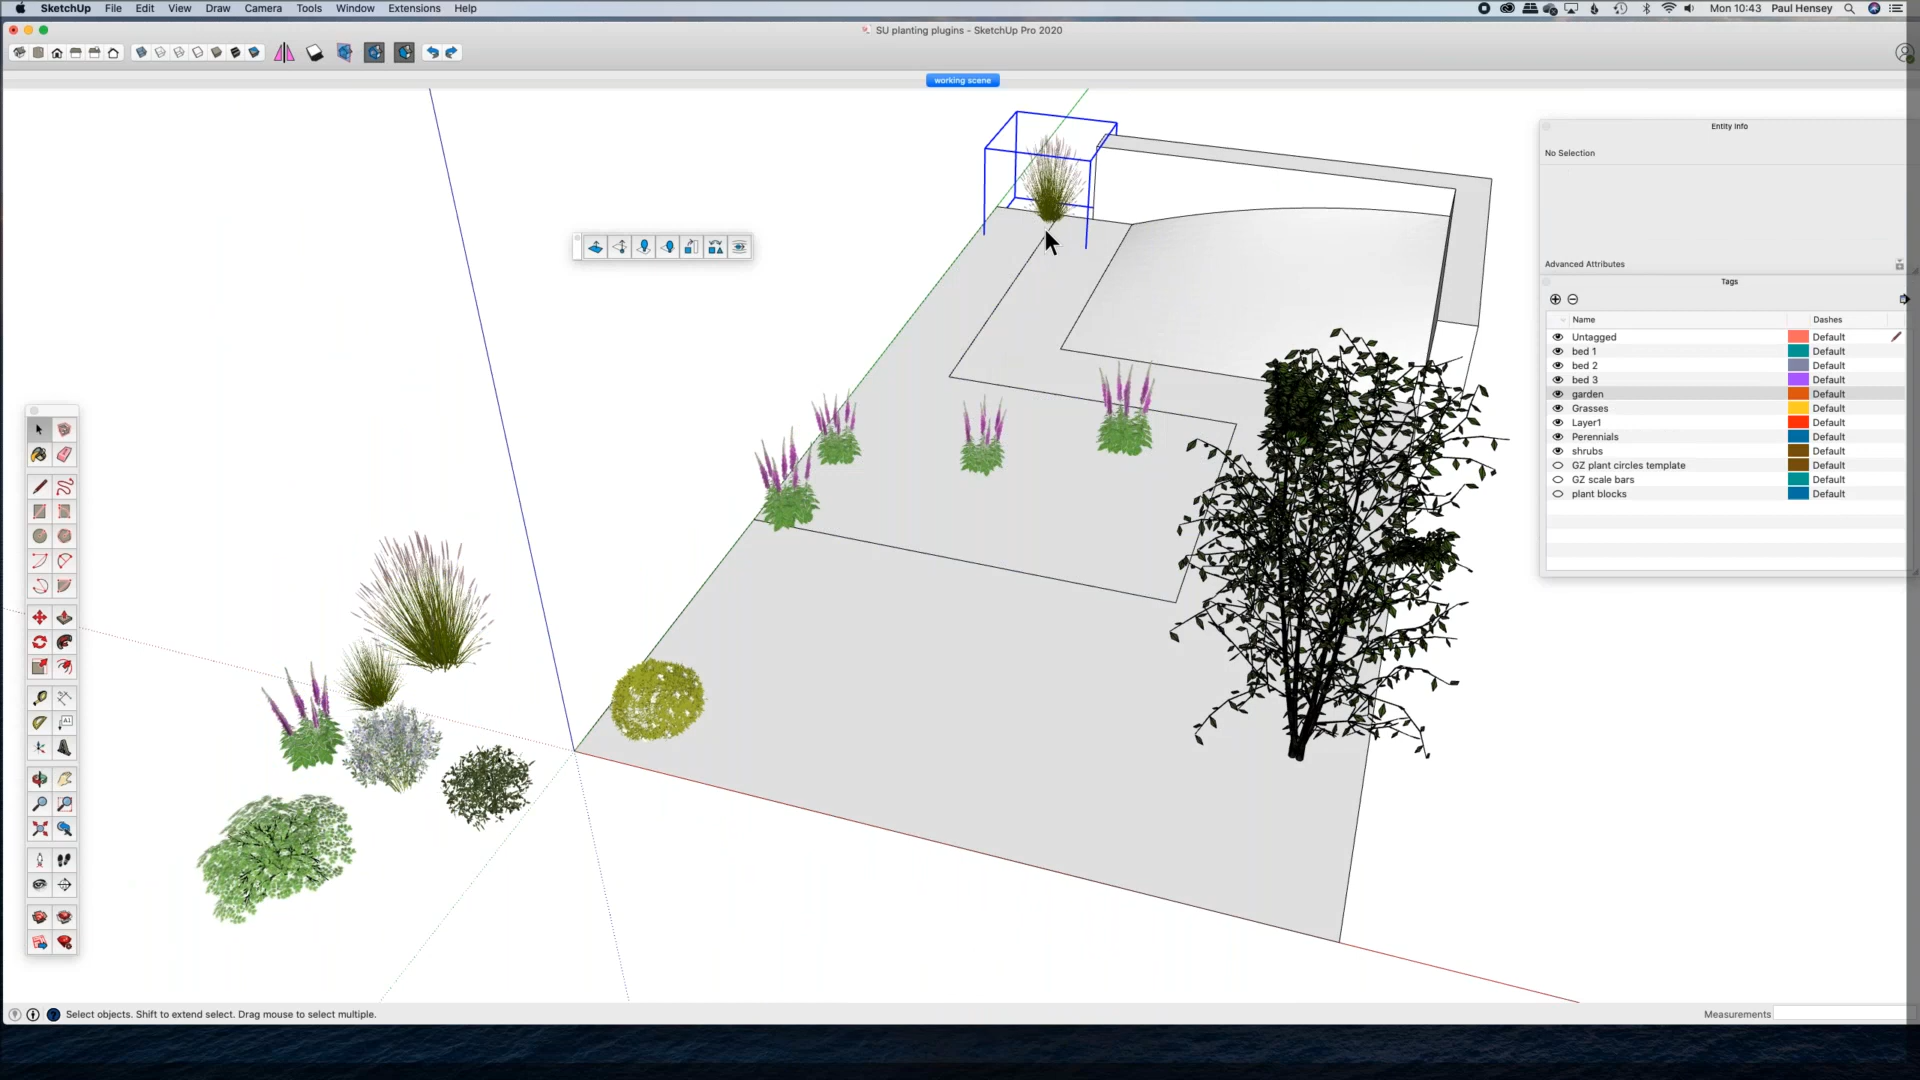 SketchUp File Edit View Draw Camera Tools Window Extensions Help Mon 10:43 Paul Hensey
SU planting plugins - SketchUp Pro 2020
working scene
Entity Info
No Selection
Advanced Attributes
Tags
Name Dashes
Untagged Default
bed 1 Default
bed 2 Default
bed 3 Default
garden Default
Grasses Default
Layer1 Default
Perennials Default
shrubs Default
GZ plant circles template Default
GZ scale bars Default
plant blocks Default
Select objects. Shift to extend select. Drag mouse to select multiple. Measurements